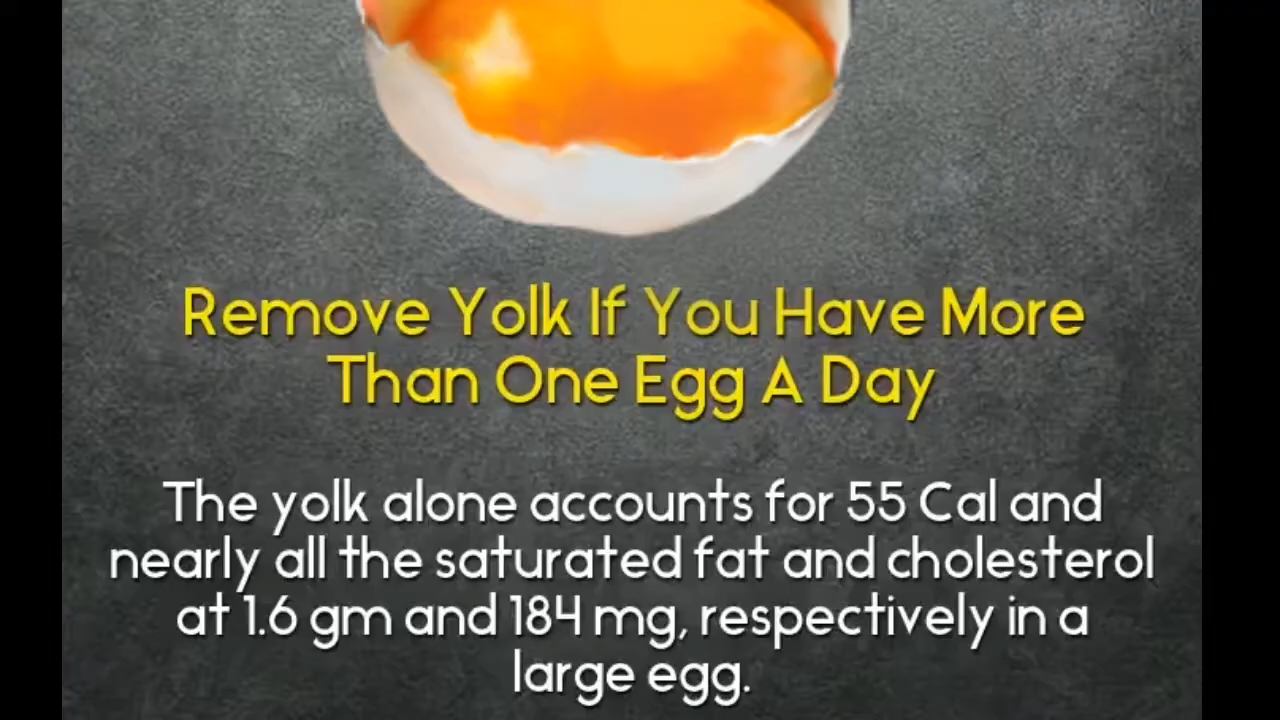 Remove Yolk If You Have More
Than One Egg A Day
The yolk alone accounts for 55 Cal and
nearly all the saturated fat and cholesterol
at 1.6 gm and 184 mg, respectively in a
large egg.